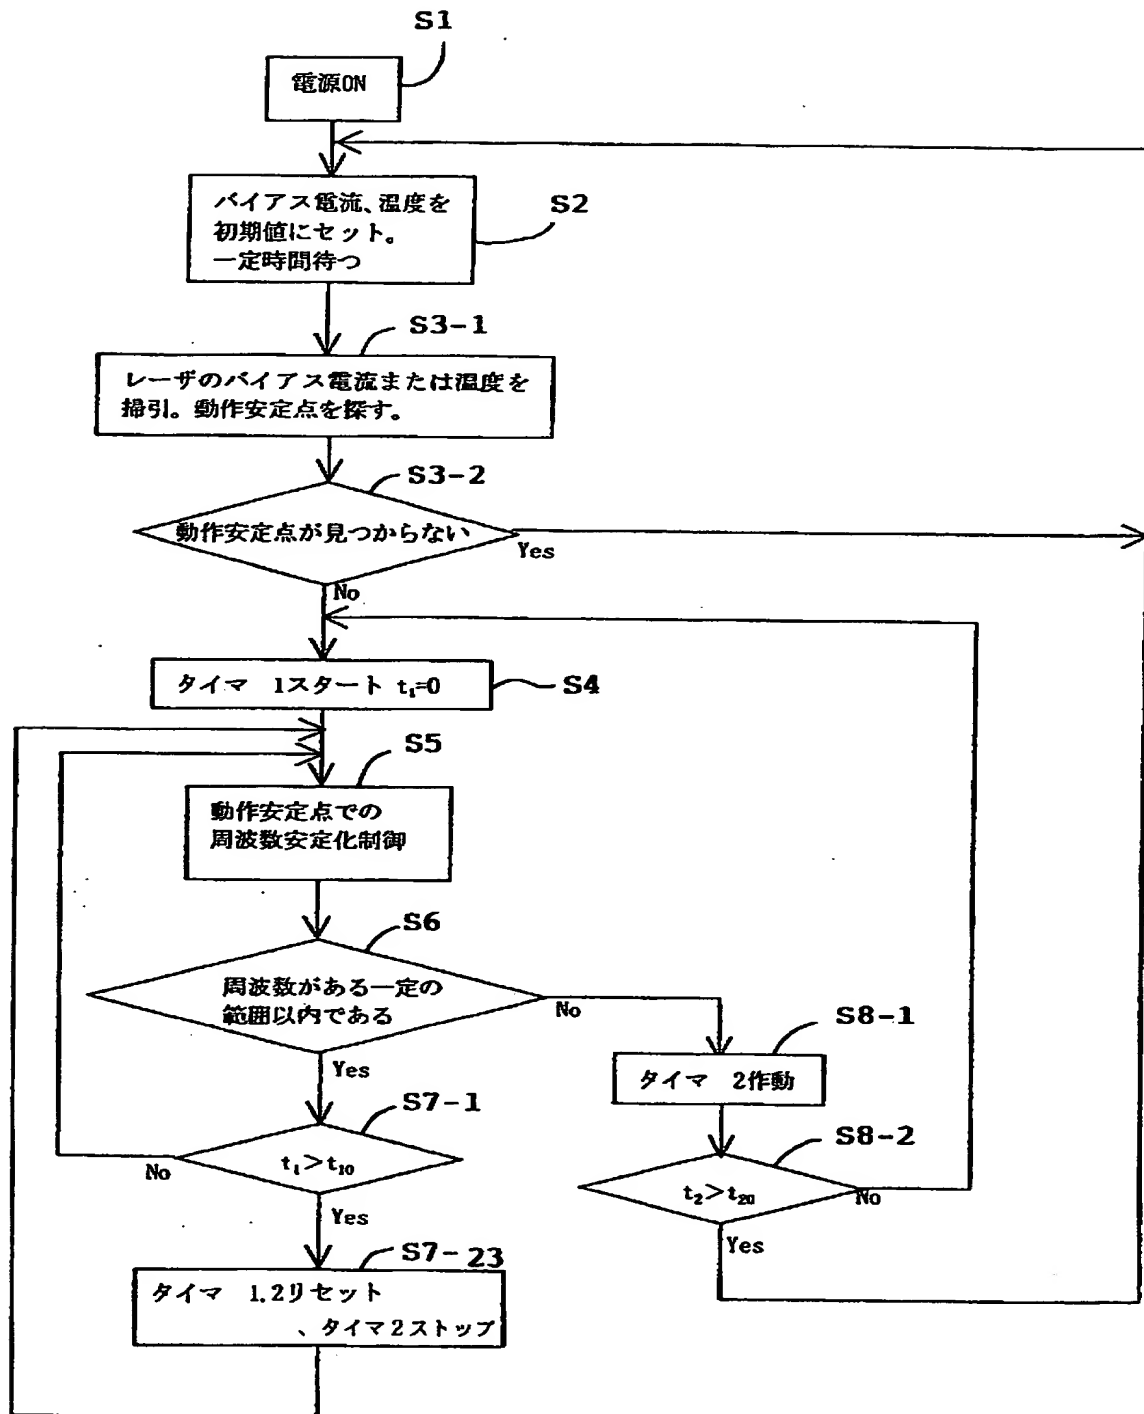 S1
電源ON
S2
バイアス電流、温度を
初期値にセット。
一定時間待つ
S3-1
レーザのバイアス電流または温度を
掃引。動作安定点を探す。
S3-2
動作安定点が見つからない
Yes
No
タイマ 1スタート t₁=0
S4
S5
動作安定点での
周波数安定化制御
S6
周波数がある一定の
範囲以内である
No
Yes
S8-1
タイマ 2作動
S7-1
t₁>t₁₀
No
Yes
S8-2
t₂>t₂₀
No
Yes
S7-23
タイマ 1.2リセット
、タイマ2ストップ